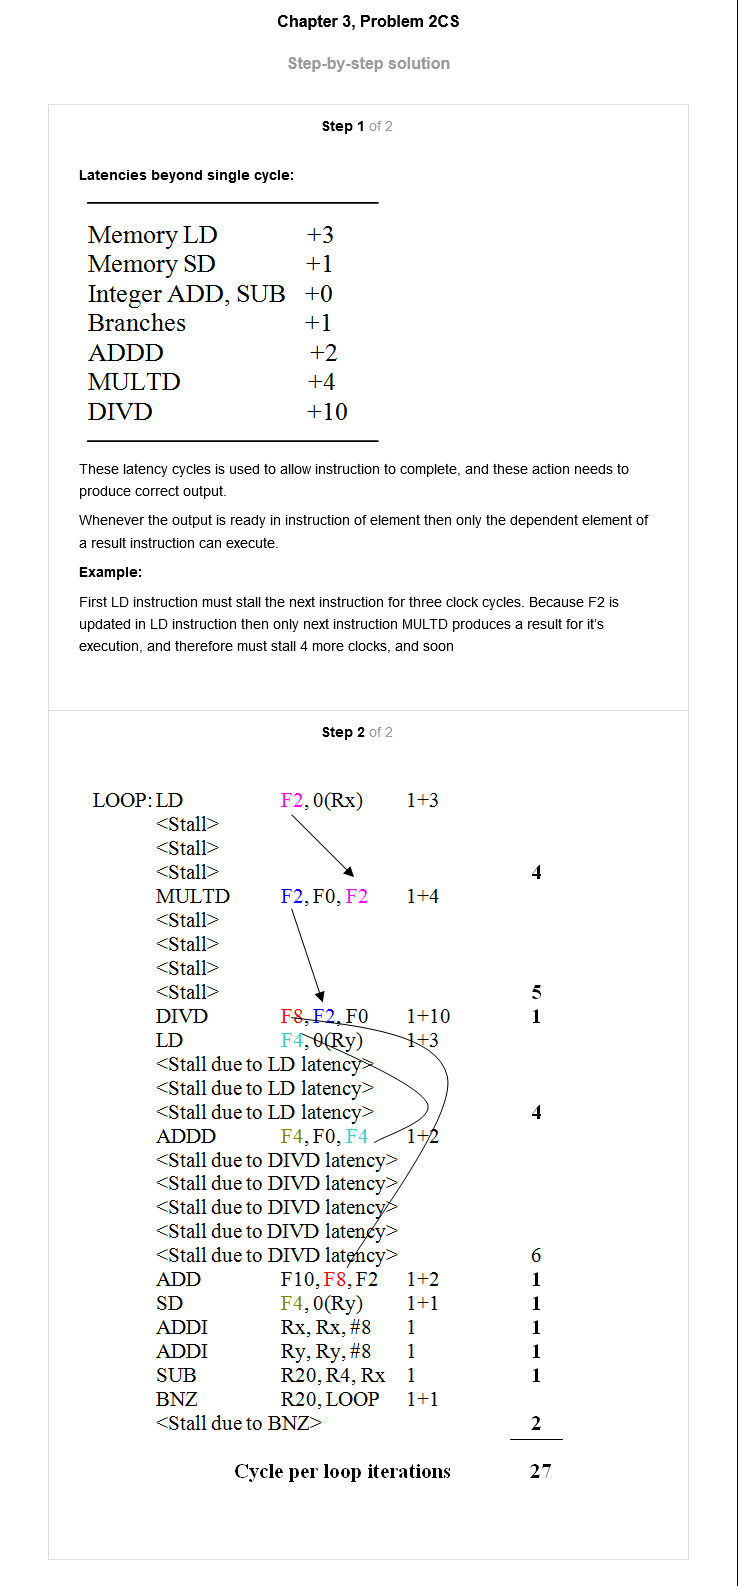 Chapter 3, Problem 2CS
Step-by-step solution
Step 1 of 2
Latencies beyond single cycle:
Memory LD +3
Memory SD +1
Integer ADD, SUB +0
Branches +1
ADDD +2
MULTD +4
DIVD +10
These latency cycles is used to allow instruction to complete, and these action needs to
produce correct output.
Whenever the output is ready in instruction of element then only the dependent element of
a result instruction can execute.
Example:
First LD instruction must stall the next instruction for three clock cycles. Because F2 is
updated in LD instruction then only next instruction MULTD produces a result for it's
execution, and therefore must stall 4 more clocks, and soon
Step 2 of 2
LOOP: LD F2, 0(Rx) 1+3
<Stall>
<Stall>
<Stall> 4
MULTD F2, F0, F2 1+4
<Stall>
<Stall>
<Stall>
<Stall> 5
DIVD F8, F2, F0 1+10 1
LD F4, 0(Ry) 1+3
<Stall due to LD latency>
<Stall due to LD latency>
<Stall due to LD latency> 4
ADDD F4, F0, F4 1+2
<Stall due to DIVD latency>
<Stall due to DIVD latency>
<Stall due to DIVD latency>
<Stall due to DIVD latency>
<Stall due to DIVD latency> 6
ADD F10, F8, F2 1+2 1
SD F4, 0(Ry) 1+1 1
ADDI Rx, Rx, #8 1 1
ADDI Ry, Ry, #8 1 1
SUB R20, R4, Rx 1 1
BNZ R20, LOOP 1+1
<Stall due to BNZ> 2
Cycle per loop iterations 27